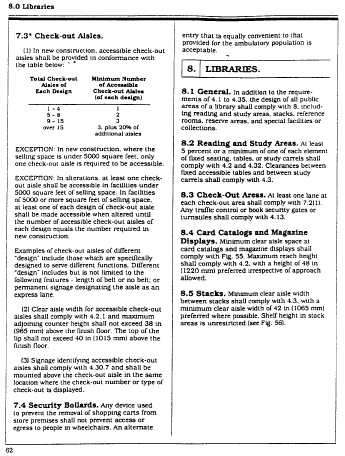 8.0 Libraries
7.3* Check-out Aisles.
(1) In new construction, accessible check-out
aisles shall be provided in conformance with
the table below:
Total Check-out Aisles of Each Design
Minimum Number of Accessible Check-out Aisles (of each design)
1 – 4 1
5 – 8 2
9 – 15 3
over 15 3, plus 20% of
additional aisles
EXCEPTION: In new construction, where the
selling space is under 5000 square feet, only
one check-out aisle is required to be accessible.
EXCEPTION: In alterations, at least one check-
out aisle shall be accessible in facilities under
5000 square feet of selling space. In facilities
of 5000 or more square feet of selling space,
at least one of each design of check-out aisle
shall be made accessible when altered until
the number of accessible check-out aisles of
each design equals the number required in
new construction.
Examples of check-out aisles of different
"design" include those which are specifically
designed to serve different functions. Different
"design" includes but is not limited to the
following features - length of belt or no belt; or
permanent signage designating the aisle as an
express lane.
(2) Clear aisle width for accessible check-out
aisles shall comply with 4.2.1 and maximum
adjoining counter height shall not exceed 38 in
(965 mm) above the finish floor. The top of the
lip shall not exceed 40 in (1015 mm) above the
finish floor.
(3) Signage identifying accessible check-out
aisles shall comply with 4.30.7 and shall be
mounted above the check-out aisle in the same
location where the check-out number or type of
check-out is displayed.
7.4 Security Bollards. Any device used
to prevent the removal of shopping carts from
store premises shall not prevent access or
egress to people in wheelchairs. An alternate
entry that is equally convenient to that
provided for the ambulatory population is
acceptable.
8. LIBRARIES.
8.1 General. In addition to the require-
ments of 4.1 to 4.35, the design of all public
areas of a library shall comply with 8, includ-
ing reading and study areas, stacks, reference
rooms, reserve areas, and special facilities or
collections.
8.2 Reading and Study Areas. At least
5 percent or a minimum of one of each element
of fixed seating, tables, or study carrels shall
comply with 4.2 and 4.32. Clearances between
fixed accessible tables and between study
carrels shall comply with 4.3.
8.3 Check-Out Areas. At least one lane at
each check-out area shall comply with 7.2(1).
Any traffic control or book security gates or
turnstiles shall comply with 4.13.
8.4 Card Catalogs and Magazine
Displays. Minimum clear aisle space at
card catalogs and magazine displays shall
comply with Fig. 55. Maximum reach height
shall comply with 4.2, with a height of 48 in
(1220 mm) preferred irrespective of approach
allowed.
8.5 Stacks. Minimum clear aisle width
between stacks shall comply with 4.3, with a
minimum clear aisle width of 42 in (1065 mm)
preferred where possible. Shelf height in stack
areas is unrestricted (see Fig. 56).
62